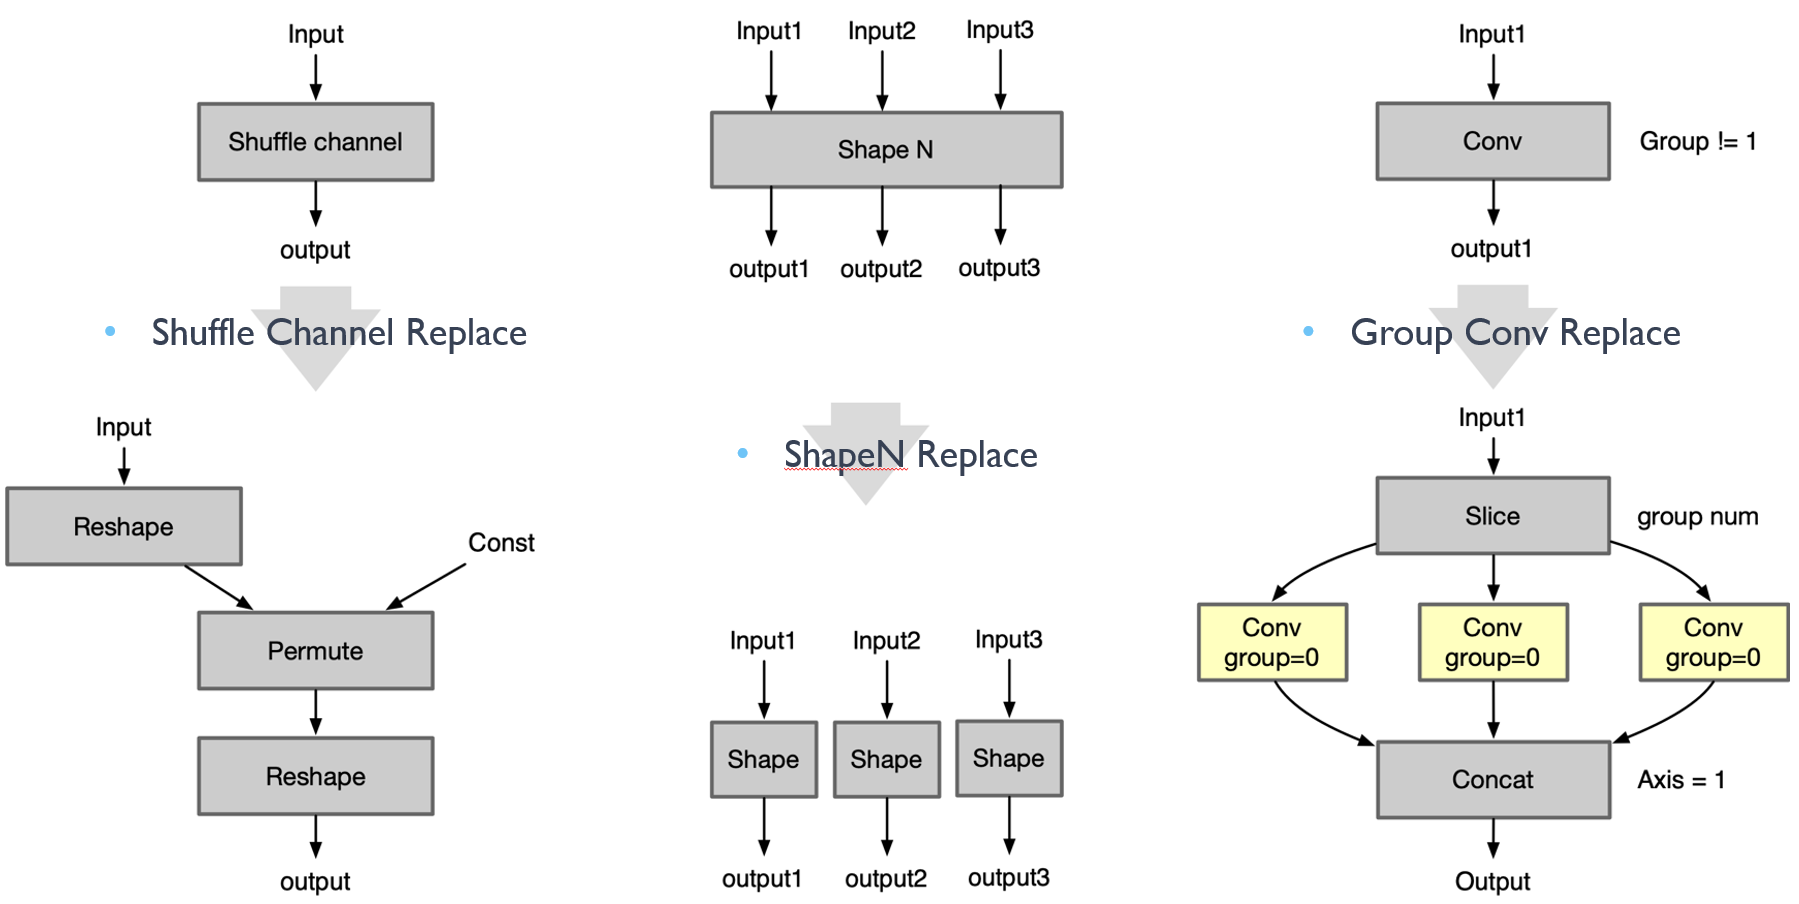 Input
Shuffle channel
output
• Shuffle Channel Replace
Input
Reshape
Const
Permute
Reshape
output
Input1 Input2 Input3
Shape N
output1 output2 output3
• ShapeN Replace
Input1 Input2 Input3
Shape Shape Shape
output1 output2 output3
Input1
Conv
Group != 1
output1
• Group Conv Replace
Input1
Slice
group num
Conv
group=0
Conv
group=0
Conv
group=0
Concat
Axis = 1
Output